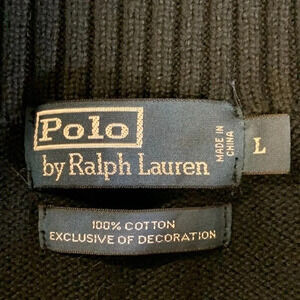 Polo
by Ralph Lauren
MADE IN
CHINA
L
100% COTTON
EXCLUSIVE OF DECORATION